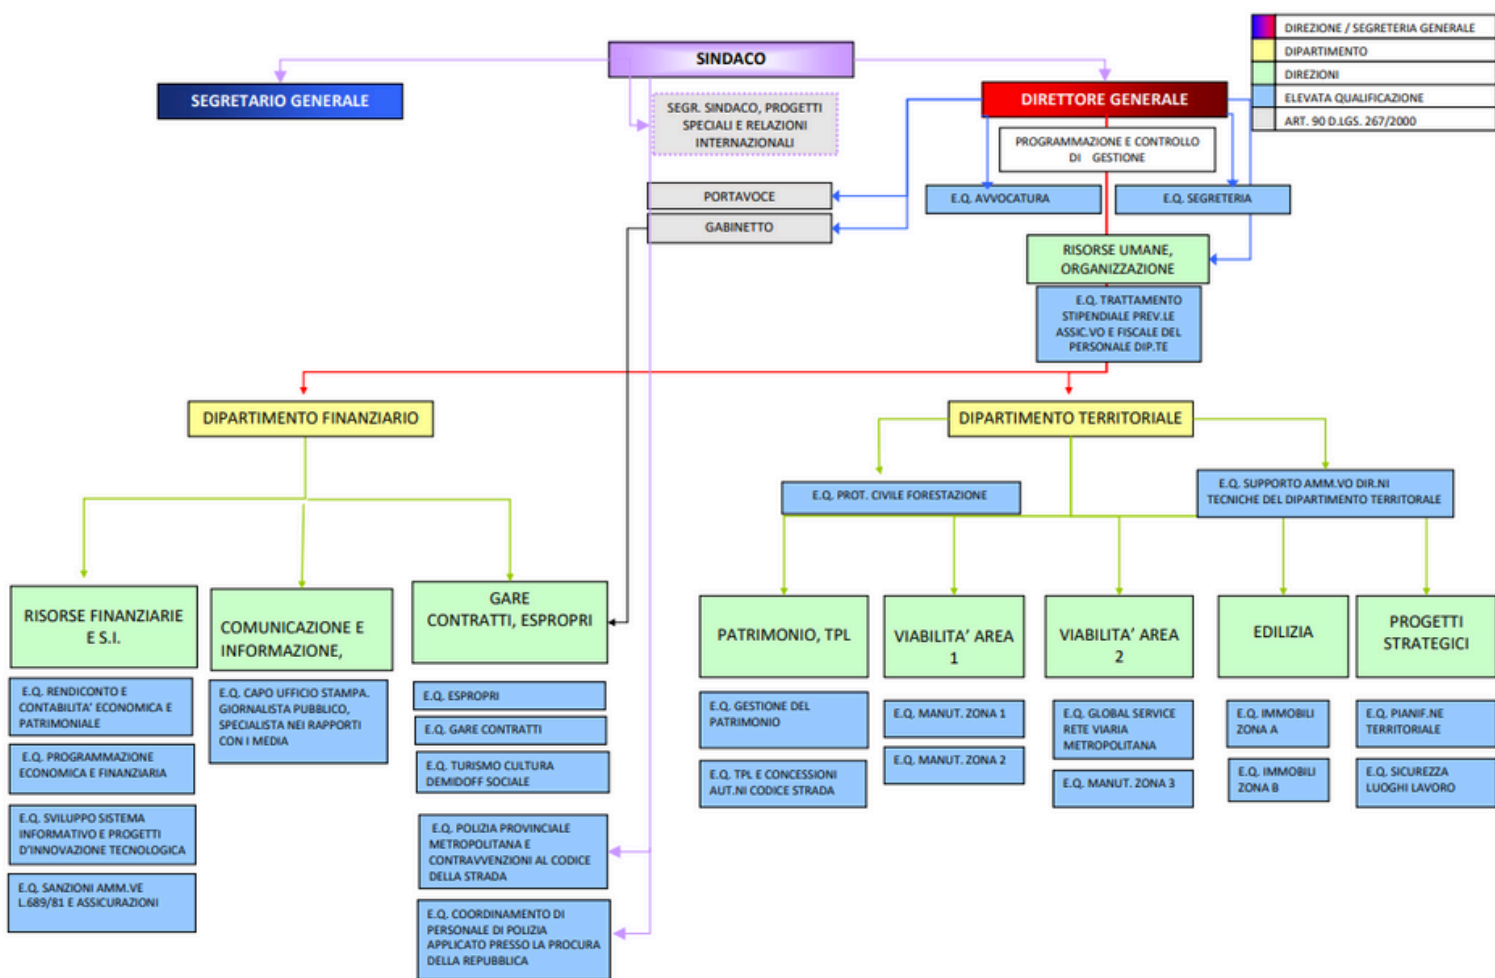 DIREZIONE / SEGRETERIA GENERALE
DIPARTIMENTO
DIREZIONI
ELEVATA QUALIFICAZIONE
ART. 90 D.LGS. 267/2000
SINDACO
SEGRETARIO GENERALE
SEGR. SINDACO, PROGETTI
SPECIALI E RELAZIONI
INTERNAZIONALI
DIRETTORE GENERALE
PROGRAMMAZIONE E CONTROLLO
DI GESTIONE
PORTAVOCE
GABINETTO
E.Q. AVVOCATURA
E.Q. SEGRETERIA
RISORSE UMANE,
ORGANIZZAZIONE
E.Q. TRATTAMENTO
STIPENDIALE PREV.LE
ASSIC.VO E FISCALE DEL
PERSONALE DIP.TE
DIPARTIMENTO FINANZIARIO
DIPARTIMENTO TERRITORIALE
E.Q. PROT. CIVILE FORESTAZIONE
E.Q. SUPPORTO AMM.VO DIR.NI
TECNICHE DEL DIPARTIMENTO TERRITORALE
RISORSE FINANZIARIE
E S.I.
E.Q. RENDICONTO E
CONTABILITA' ECONOMICA E
PATRIMONIALE
E.Q. PROGRAMMAZIONE
ECONOMICA E FINANZIARIA
E.Q. SVILUPPO SISTEMA
INFORMATIVO E PROGETTI
D'INNOVAZIONE TECNOLOGICA
E.Q. SANZIONI AMM.VE
L.689/81 E ASSICURAZIONI
COMUNICAZIONE E
INFORMAZIONE,
E.Q. CAPO UFFICIO STAMPA.
GIORNALISTA PUBBLICO,
SPECIALISTA NEI RAPPORTI
CON I MEDIA
GARE
CONTRATTI, ESPROPRI
E.Q. ESPROPRI
E.Q. GARE CONTRATTI
E.Q. TURISMO CULTURA
DEMIDOFF SOCIALE
E.Q. POLIZIA PROVINCIALE
METROPOLITANA E
CONTRAVVENZIONI AL CODICE
DELLA STRADA
E.Q. COORDINAMENTO DI
PERSONALE DI POLIZIA
APPLICATO PRESSO LA PROCURA
DELLA REPUBBLICA
PATRIMONIO, TPL
E.Q. GESTIONE DEL
PATRIMONIO
E.Q. TPL E CONCESSIONI
AUT.NI CODICE STRADA
VIABILITA' AREA
1
E.Q. MANUT. ZONA 1
E.Q. MANUT. ZONA 2
VIABILITA' AREA
2
E.Q. GLOBAL SERVICE
RETE VIARIA
METROPOLITANA
E.Q. MANUT. ZONA 3
EDILIZIA
E.Q. IMMOBILI
ZONA A
E.Q. IMMOBILI
ZONA B
PROGETTI
STRATEGICI
E.Q. PIANIF.NE
TERRITORIALE
E.Q. SICUREZZA
LUOGHI LAVORO